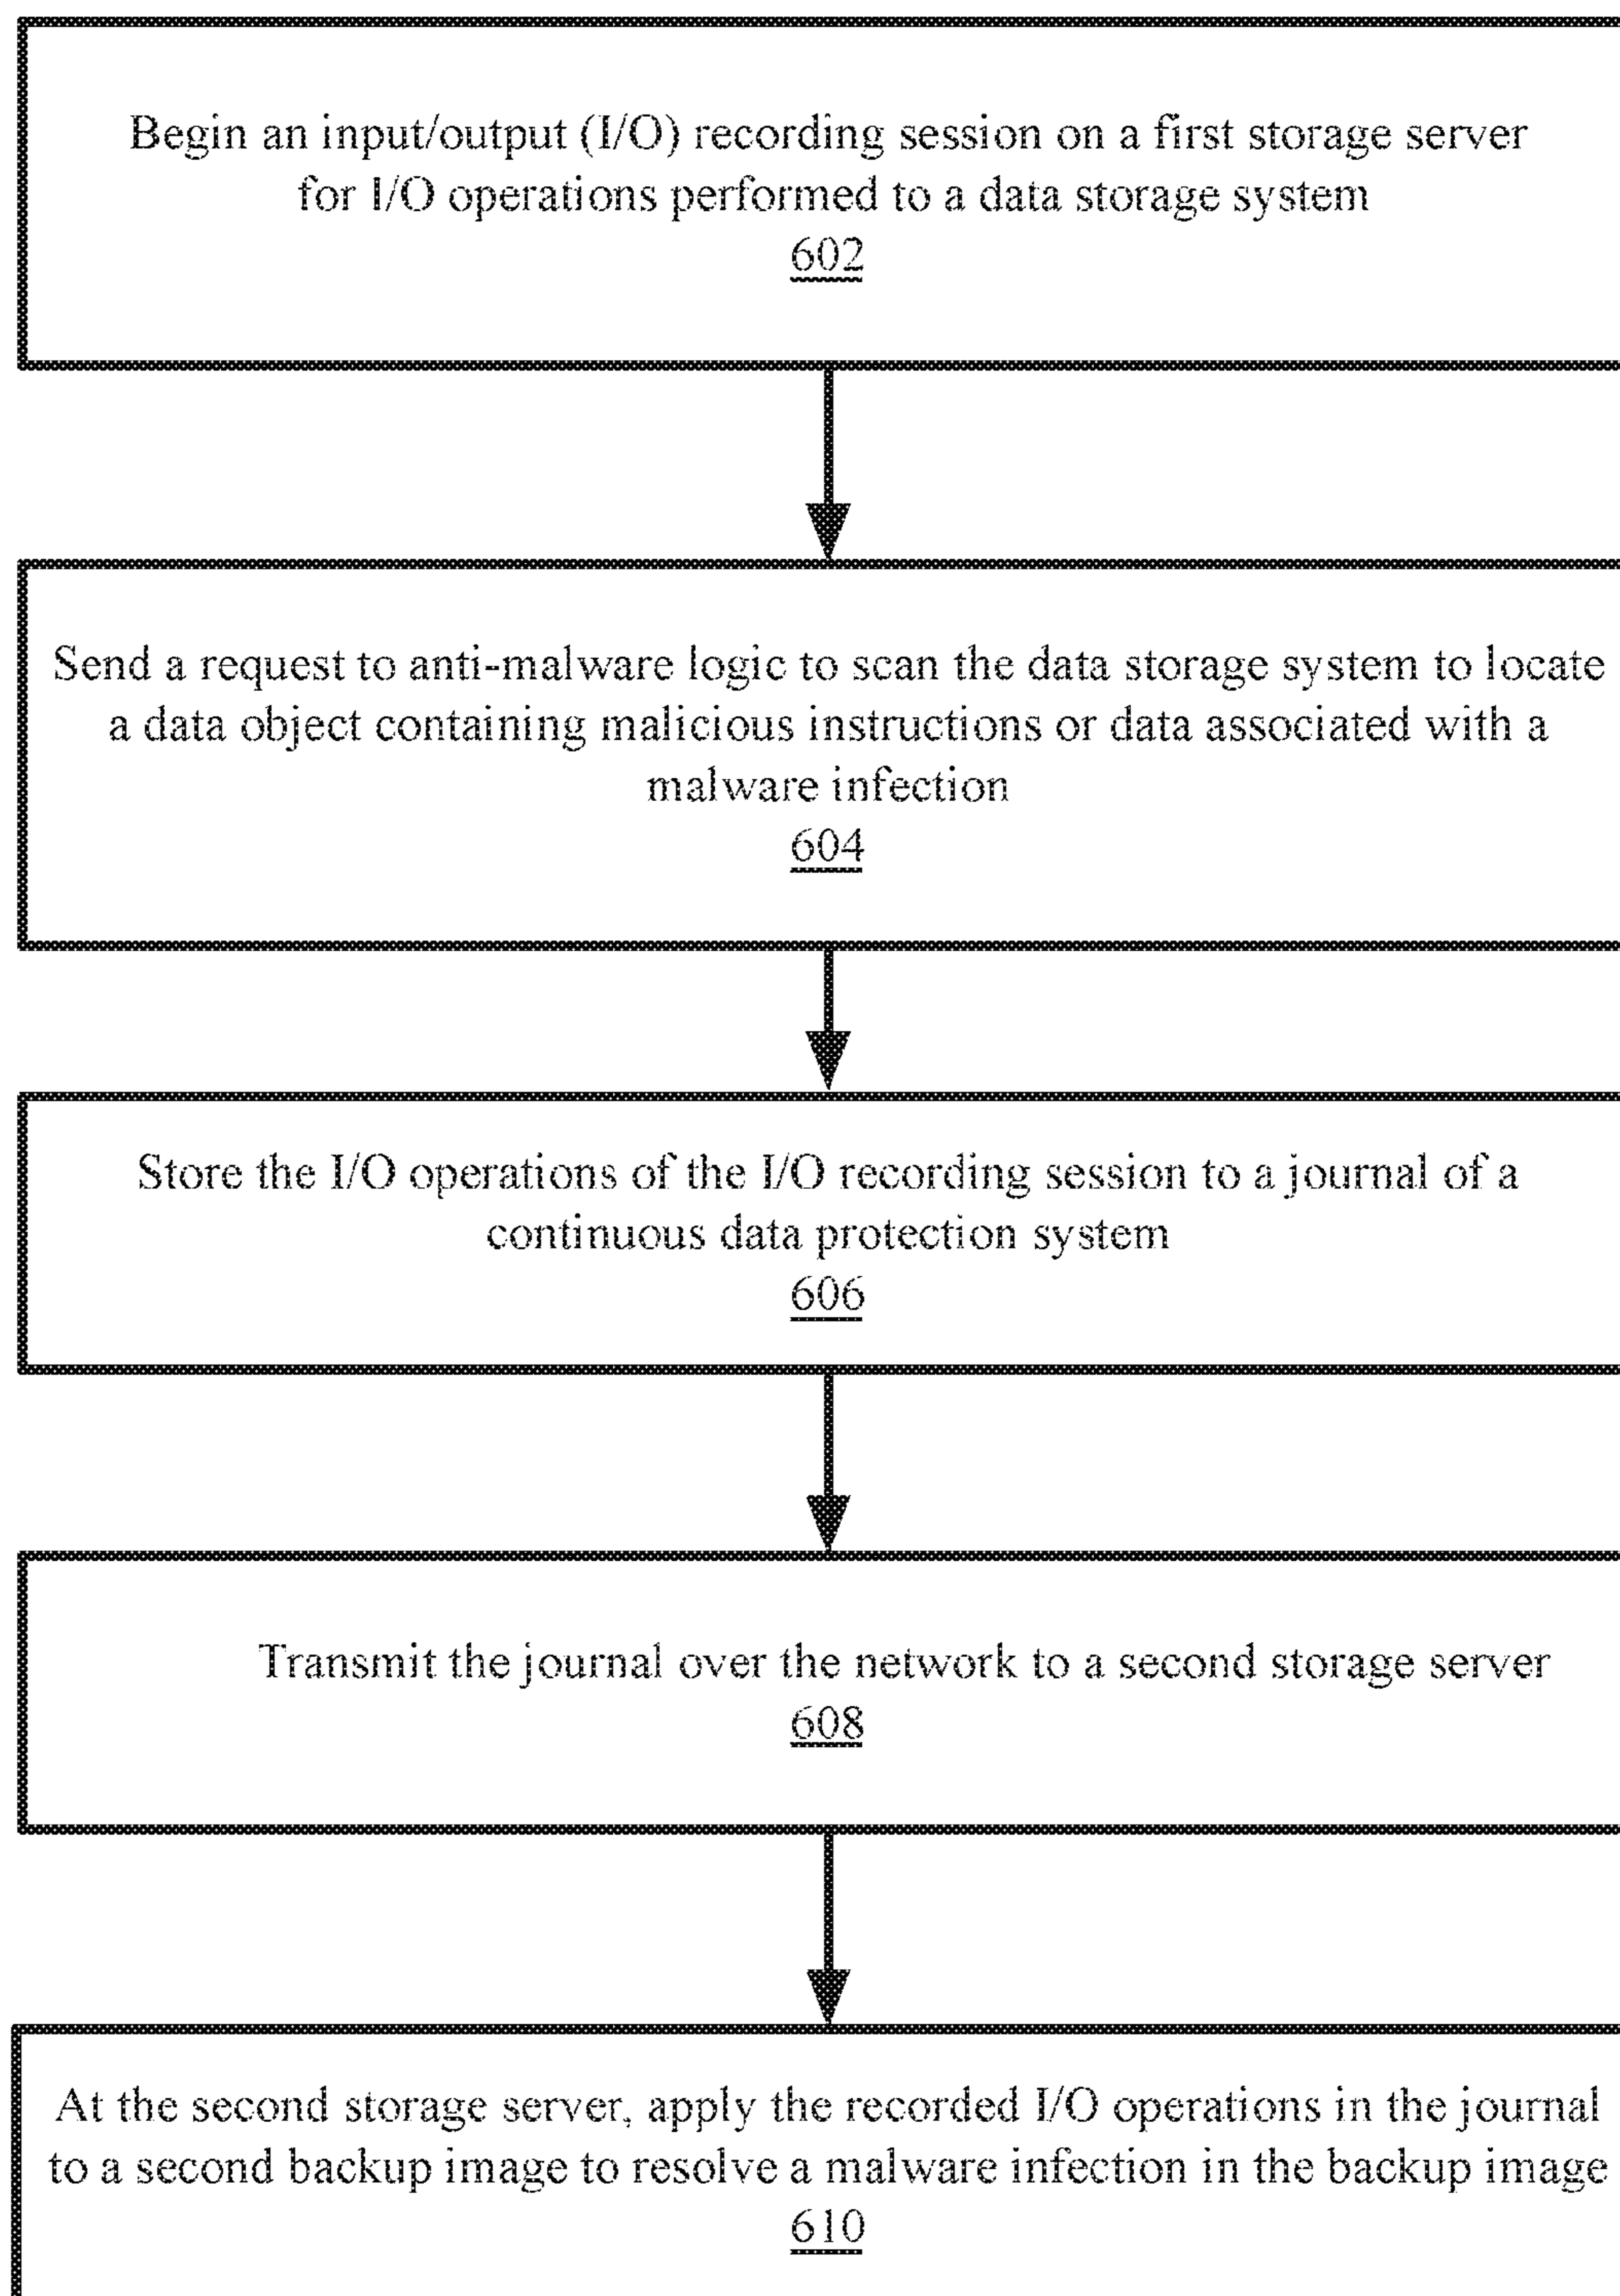 Begin an input/output (I/O) recording session on a first storage server
for I/O operations performed to a data storage system
602
Send a request to anti-malware logic to scan the data storage system to locate
a data object containing malicious instructions or data associated with a
malware infection
604
Store the I/O operations of the I/O recording session to a journal of a
continuous data protection system
606
Transmit the journal over the network to a second storage server
608
At the second storage server, apply the recorded I/O operations in the journal
to a second backup image to resolve a malware infection in the backup image
610